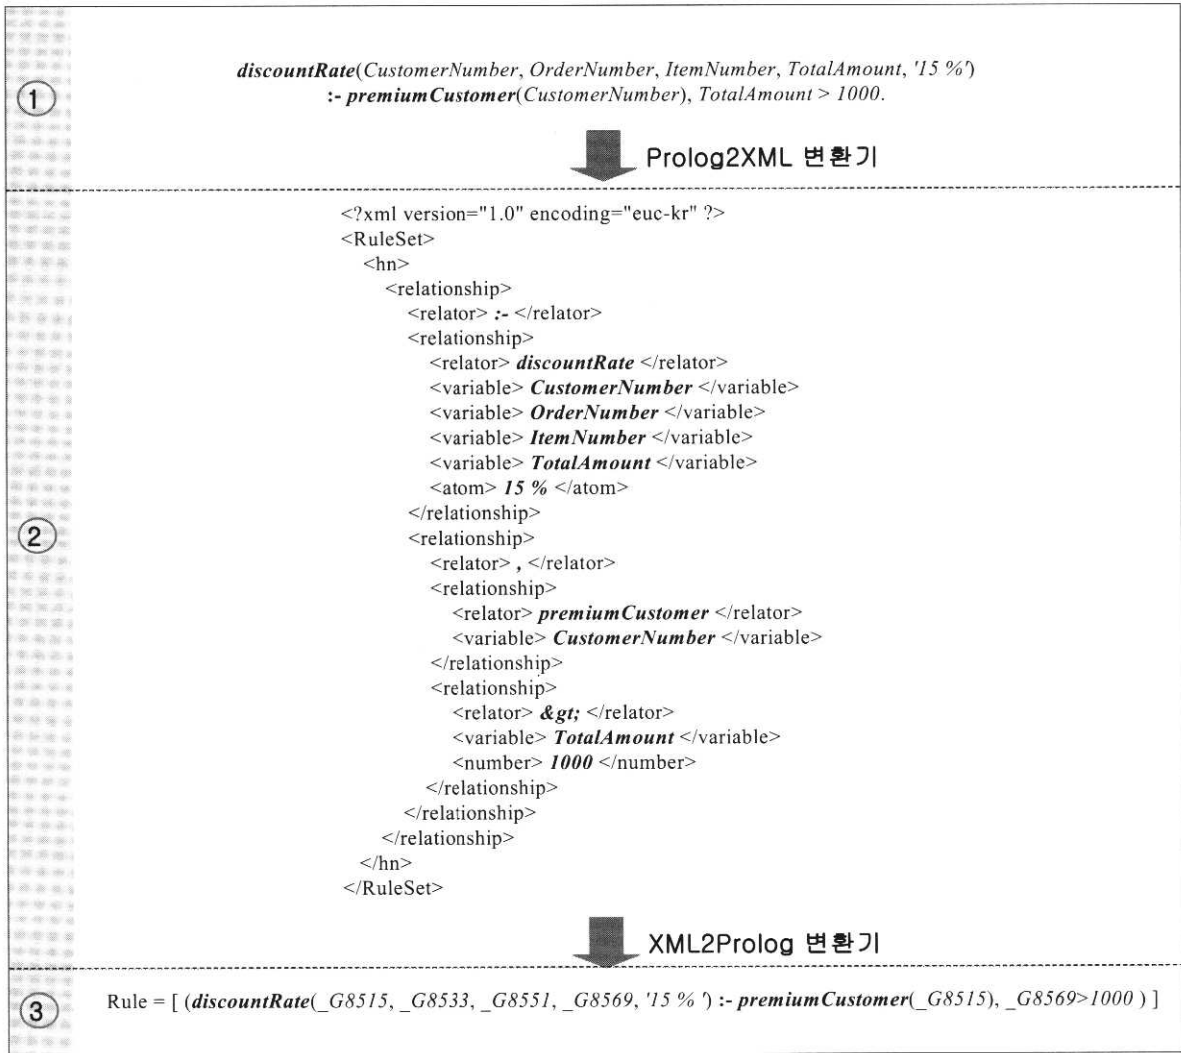 ①
discountRate(CustomerNumber, OrderNumber, ItemNumber, TotalAmount, '15 %')
:- premiumCustomer(CustomerNumber), TotalAmount > 1000.
Prolog2XML 변환기
②
<?xml version="1.0" encoding="euc-kr" ?>
<RuleSet>
<hn>
<relationship>
<relator> :- </relator>
<relationship>
<relator> discountRate </relator>
<variable> CustomerNumber </variable>
<variable> OrderNumber </variable>
<variable> ItemNumber </variable>
<variable> TotalAmount </variable>
<atom> 15 % </atom>
</relationship>
<relationship>
<relator> , </relator>
<relationship>
<relator> premiumCustomer </relator>
<variable> CustomerNumber </variable>
</relationship>
<relationship>
<relator> &gt; </relator>
<variable> TotalAmount </variable>
<number> 1000 </number>
</relationship>
</relationship>
</relationship>
</hn>
</RuleSet>
XML2Prolog 변환기
③
Rule = [ (discountRate(_G8515, _G8533, _G8551, _G8569, '15 % ') :- premiumCustomer(_G8515), _G8569>1000 ) ]